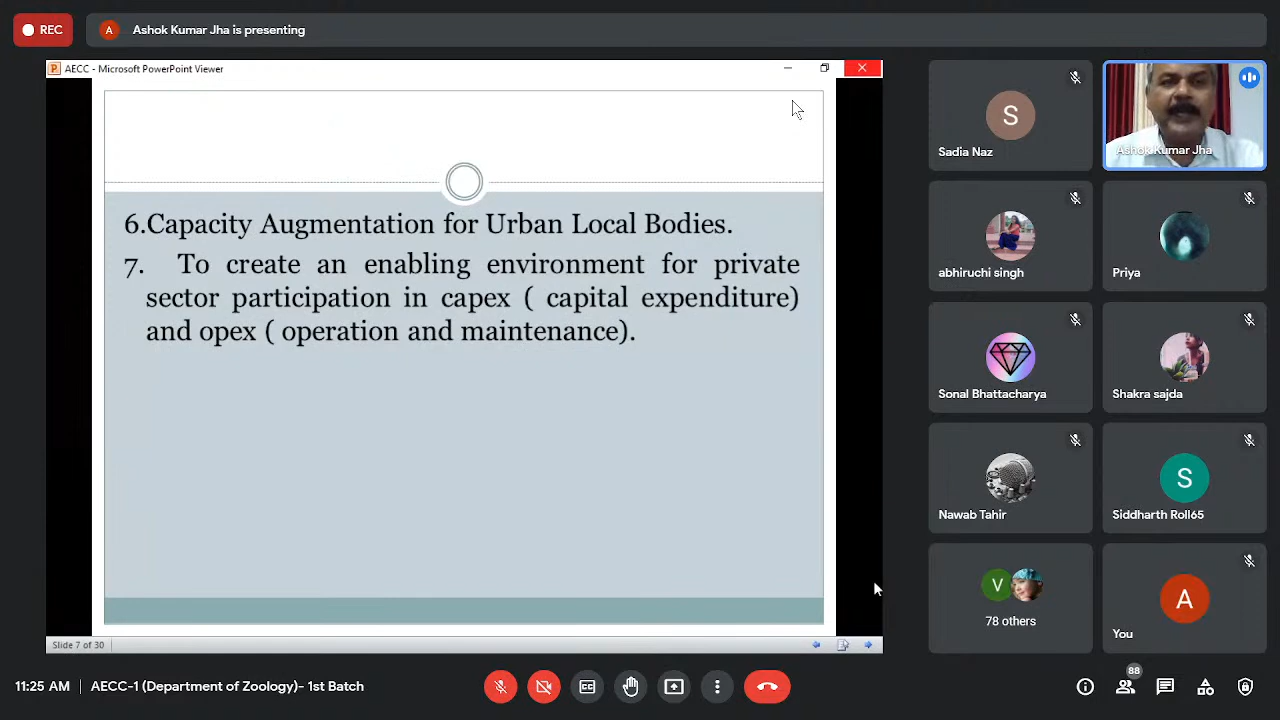 REC
A
Ashok Kumar Jha is presenting
P
AECC - Microsoft PowerPoint Viewer
6.Capacity Augmentation for Urban Local Bodies.
7. To create an enabling environment for private
sector participation in capex ( capital expenditure)
and opex ( operation and maintenance).
Slide 7 of 30
S
Sadia Naz
Ashok Kumar Jha
abhiruchi singh
Priya
Sonal Bhattacharya
Shakra sajda
Nawab Tahir
S
Siddharth Roll65
V
78 others
A
You
11:25 AM
AECC-1 (Department of Zoology)- 1st Batch
CC
88